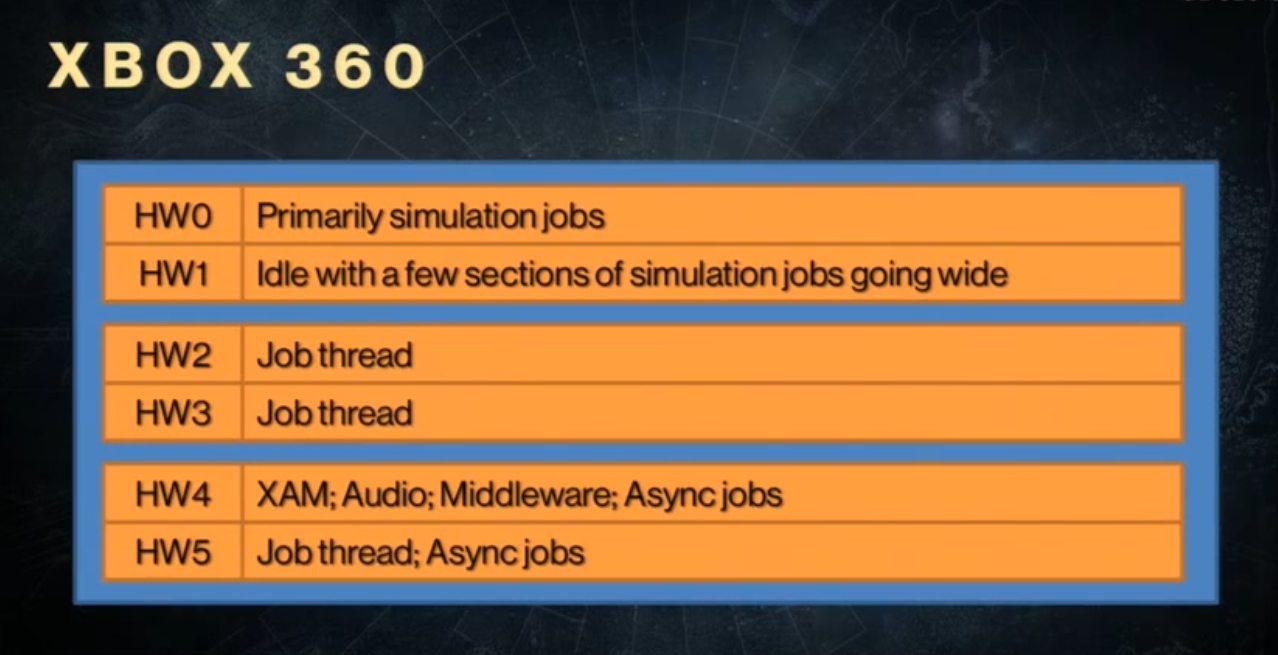 XBOX 360
HW0 Primarily simulation jobs
HW1 Idle with a few sections of simulation jobs going wide
HW2 Job thread
HW3 Job thread
HW4 XAM; Audio; Middleware; Async jobs
HW5 Job thread; Async jobs